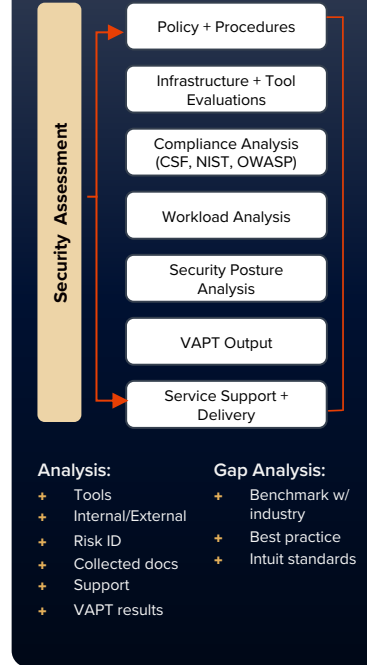 Security Assessment
Policy + Procedures
Infrastructure + Tool
Evaluations
Compliance Analysis
(CSF, NIST, OWASP)
Workload Analysis
Security Posture
Analysis
VAPT Output
Service Support +
Delivery
Analysis:
+ Tools
+ Internal/External
+ Risk ID
+ Collected docs
+ Support
+ VAPT results
Gap Analysis:
+ Benchmark w/
industry
+ Best practice
+ Intuit standards